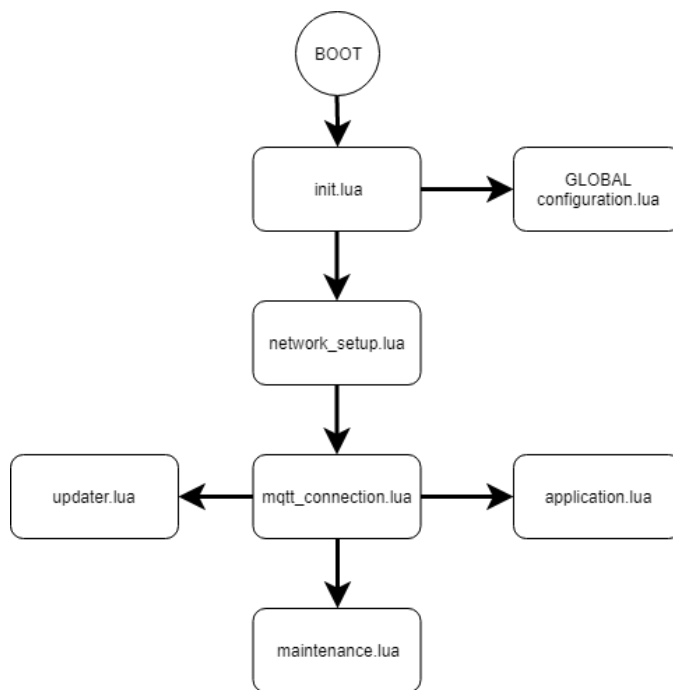 BOOT
init.lua
GLOBAL
configuration.lua
network_setup.lua
updater.lua
mqtt_connection.lua
application.lua
maintenance.lua